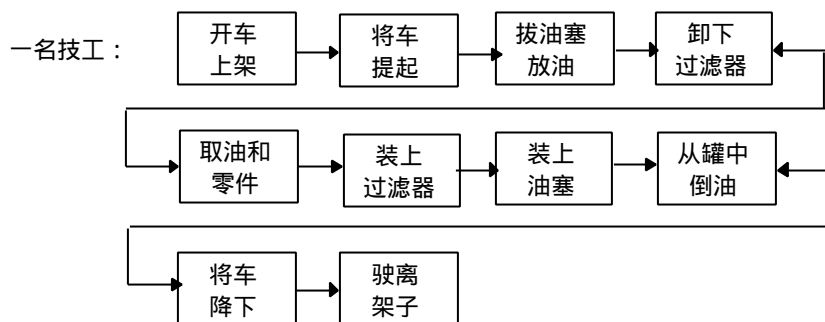 一名技工：
开车
上架
将车
提起
拔油塞
放油
卸下
过滤器
取油和
零件
装上
过滤器
装上
油塞
从罐中
倒油
将车
降下
驶离
架子